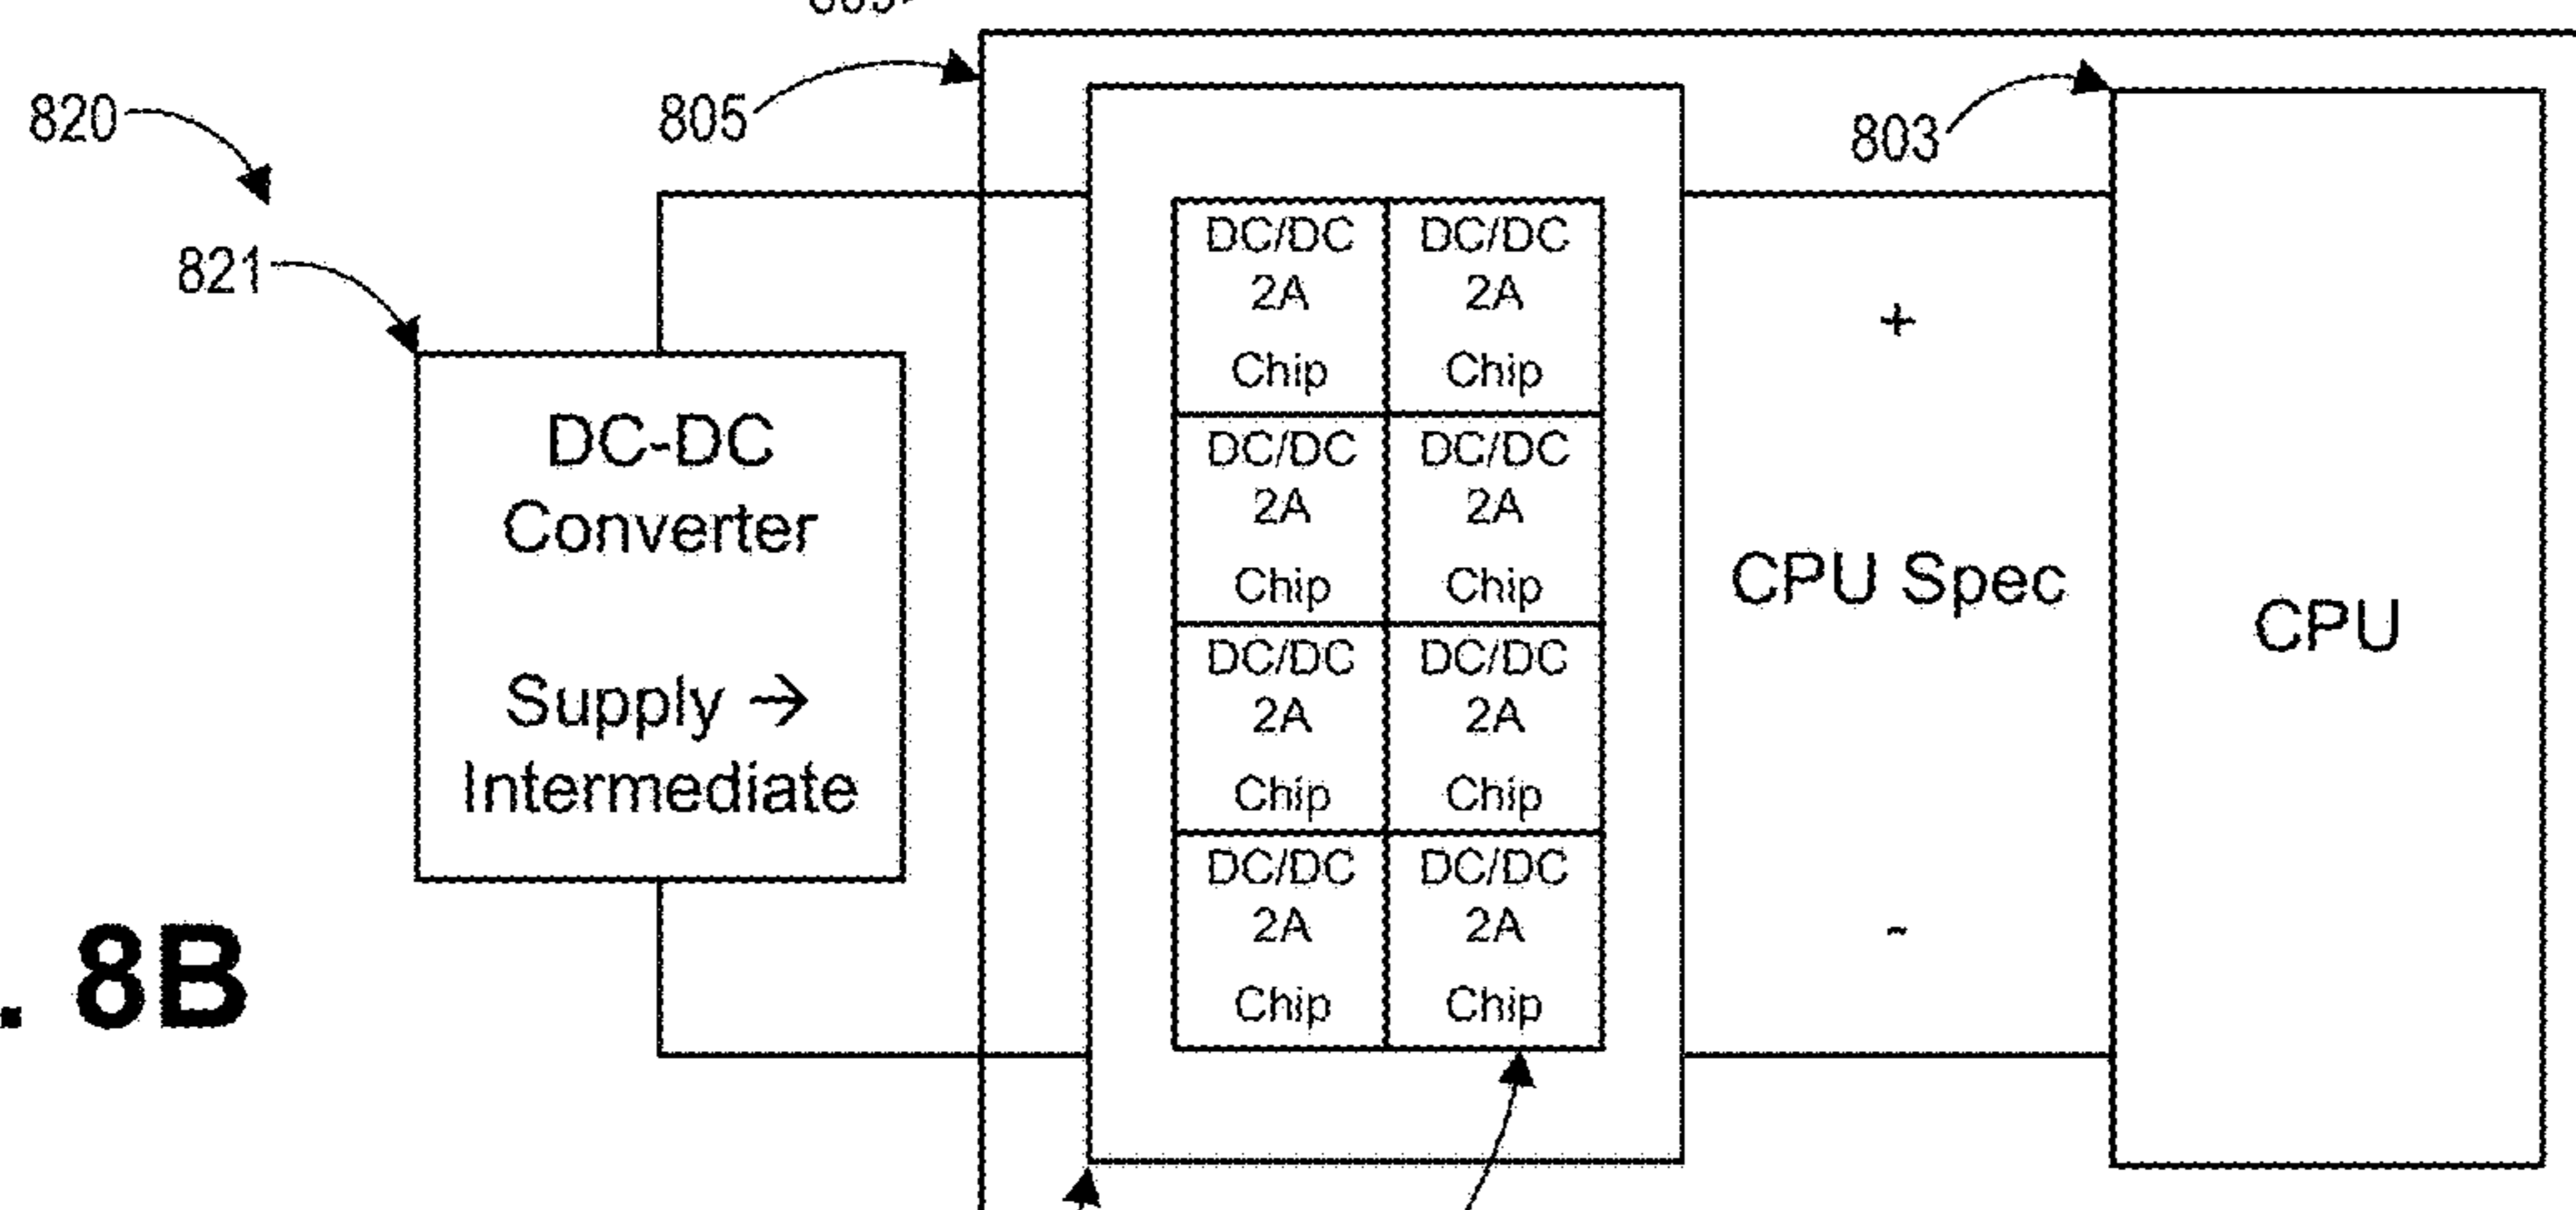 820
805
803
821
DC-DC
Converter
Supply →
Intermediate
DC/DC
2A
Chip
DC/DC
2A
Chip
DC/DC
2A
Chip
DC/DC
2A
Chip
DC/DC
2A
Chip
DC/DC
2A
Chip
DC/DC
2A
Chip
DC/DC
2A
Chip
+
CPU Spec
-
CPU
. 8B